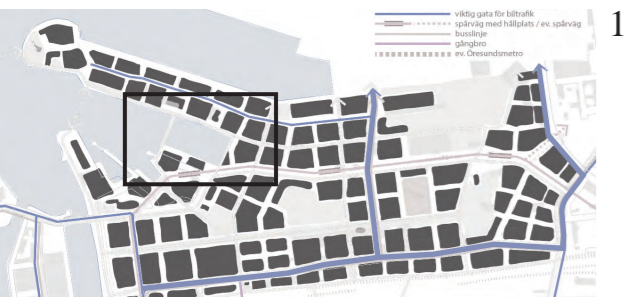 viktig gata för biltrafik
spårväg med hållplats / ev. spårväg
busslinje
gångbro
ev. Öresundsmetro
1